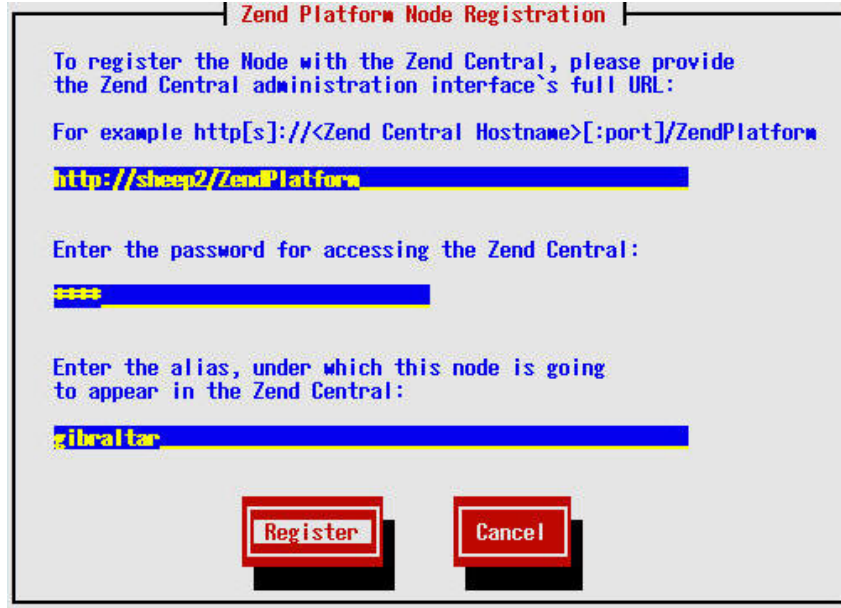 Zend Platform Node Registration
To register the Node with the Zend Central, please provide
the Zend Central administration interface`s full URL:
For example http[s]://<Zend Central Hostname>[:port]/ZendPlatform
http://sheep2/ZendPlatform
Enter the password for accessing the Zend Central:
****
Enter the alias, under which this node is going
to appear in the Zend Central:
gibraltar
Register Cancel